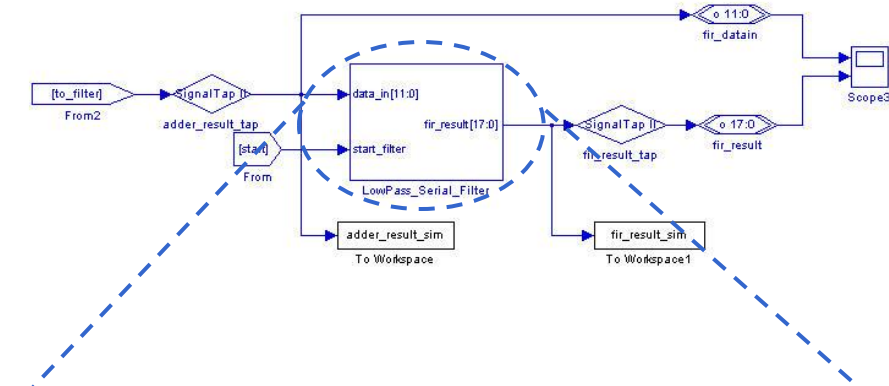 o 11:0
fir_datain
[to_filter]
From2
SignalTap II
adder_result_tap
data_in[11:0]
start_filter
fir_result[17:0]
LowPass_Serial_Filter
[start]
From
SignalTap II
fir_result_tap
o 17:0
fir_result
Scope3
adder_result_sim
To Workspace
fir_result_sim
To Workspace1